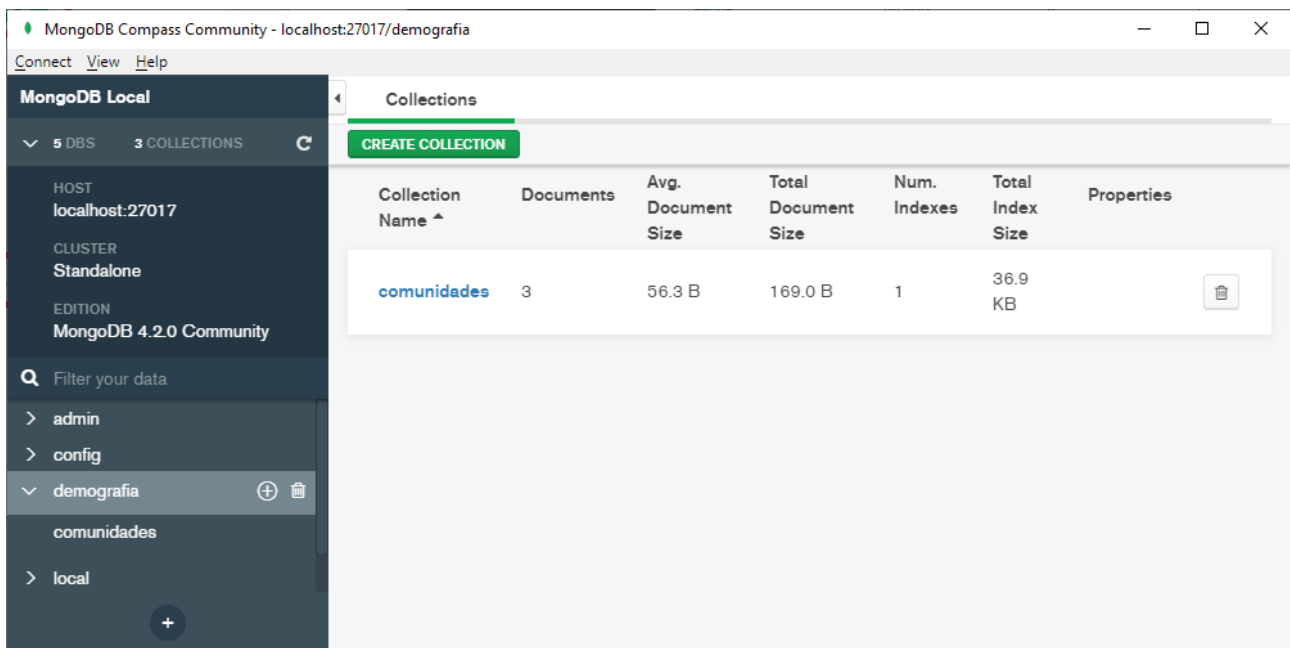 MongoDB Compass Community - localhost:27017/demografia
Connect View Help
MongoDB Local
5 DBS 3 COLLECTIONS
HOST
localhost:27017
CLUSTER
Standalone
EDITION
MongoDB 4.2.0 Community
Filter your data
admin
config
demografia
comunidades
local
Collections
CREATE COLLECTION
Collection Name
Documents
Avg. Document Size
Total Document Size
Num. Indexes
Total Index Size
Properties
comunidades 3 56.3 B 169.0 B 1 36.9 KB